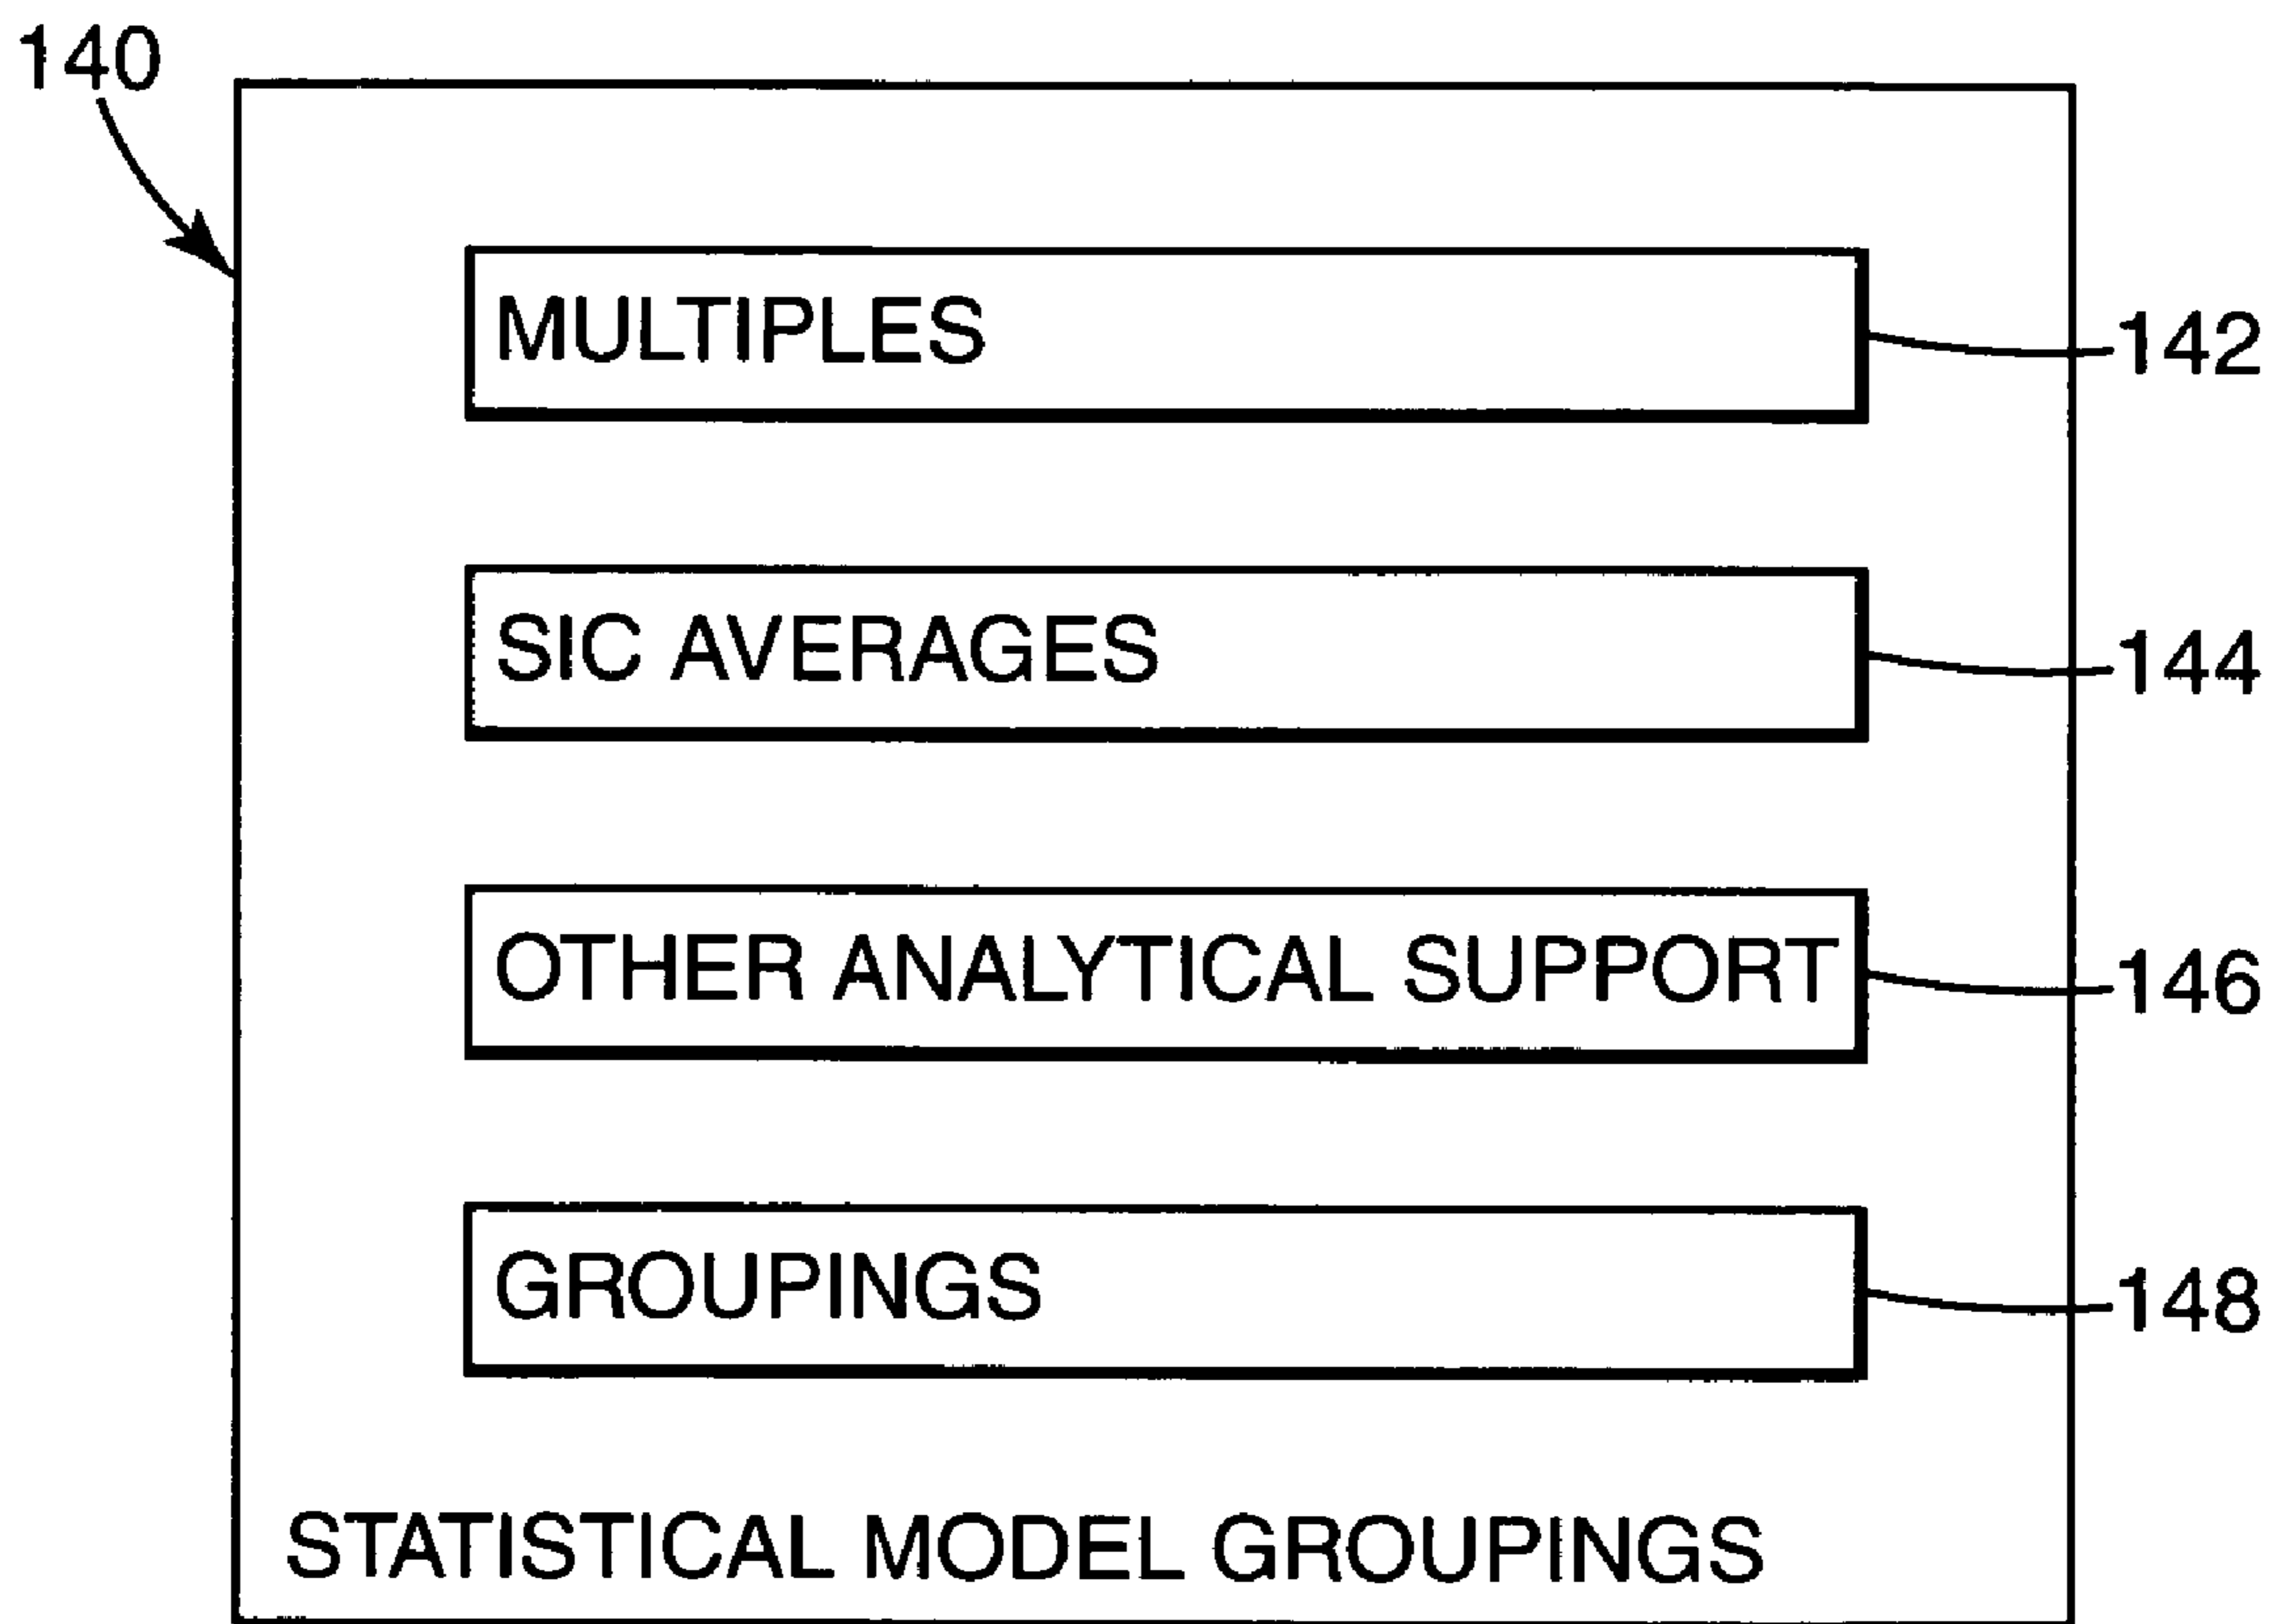 140
MULTIPLES
142
SIC AVERAGES
144
OTHER ANALYTICAL SUPPORT
146
GROUPINGS
148
STATISTICAL MODEL GROUPINGS